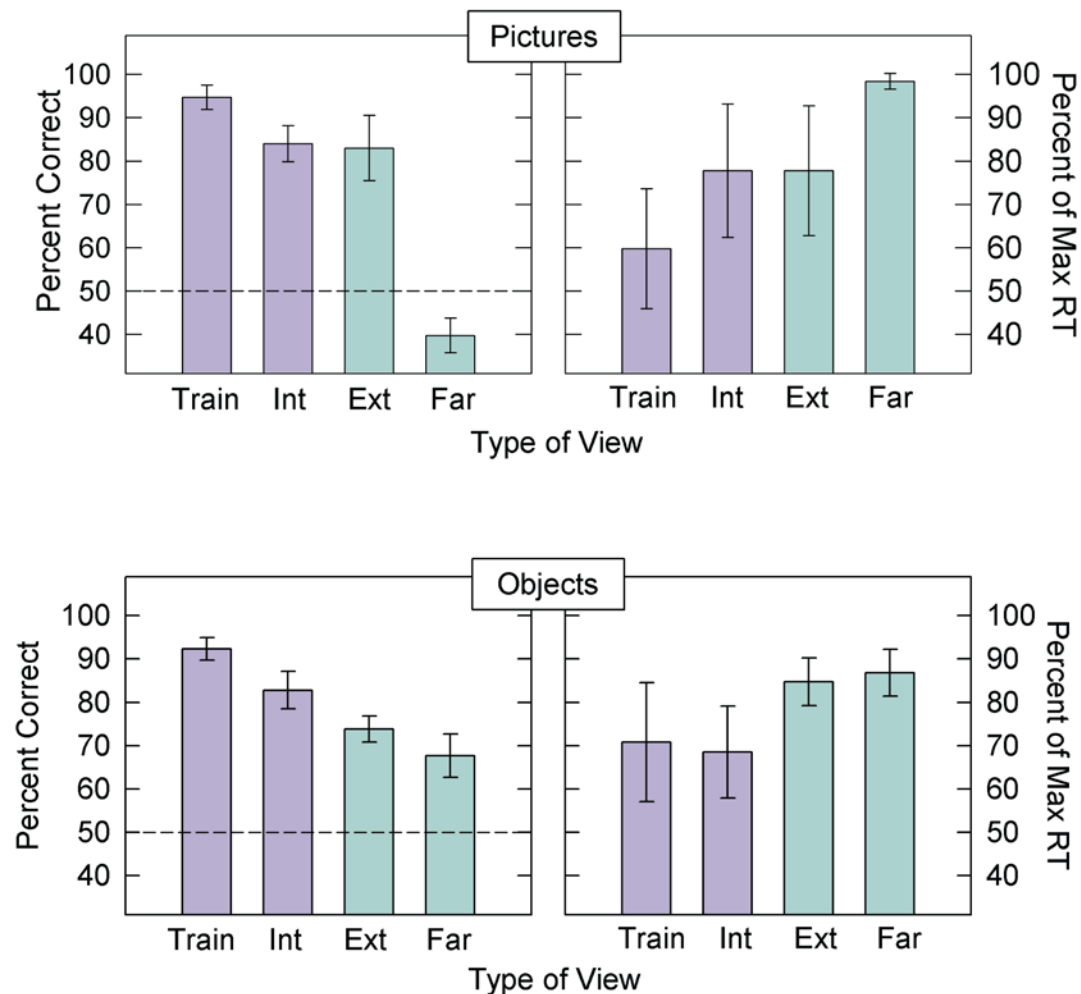 Pictures
Percent Correct
100
90
80
70
60
50
40
100
90
80
70
60
50
40
Percent of Max RT
Train Int Ext Far
Train Int Ext Far
Type of View
Objects
Percent Correct
100
90
80
70
60
50
40
100
90
80
70
60
50
40
Percent of Max RT
Train Int Ext Far
Train Int Ext Far
Type of View